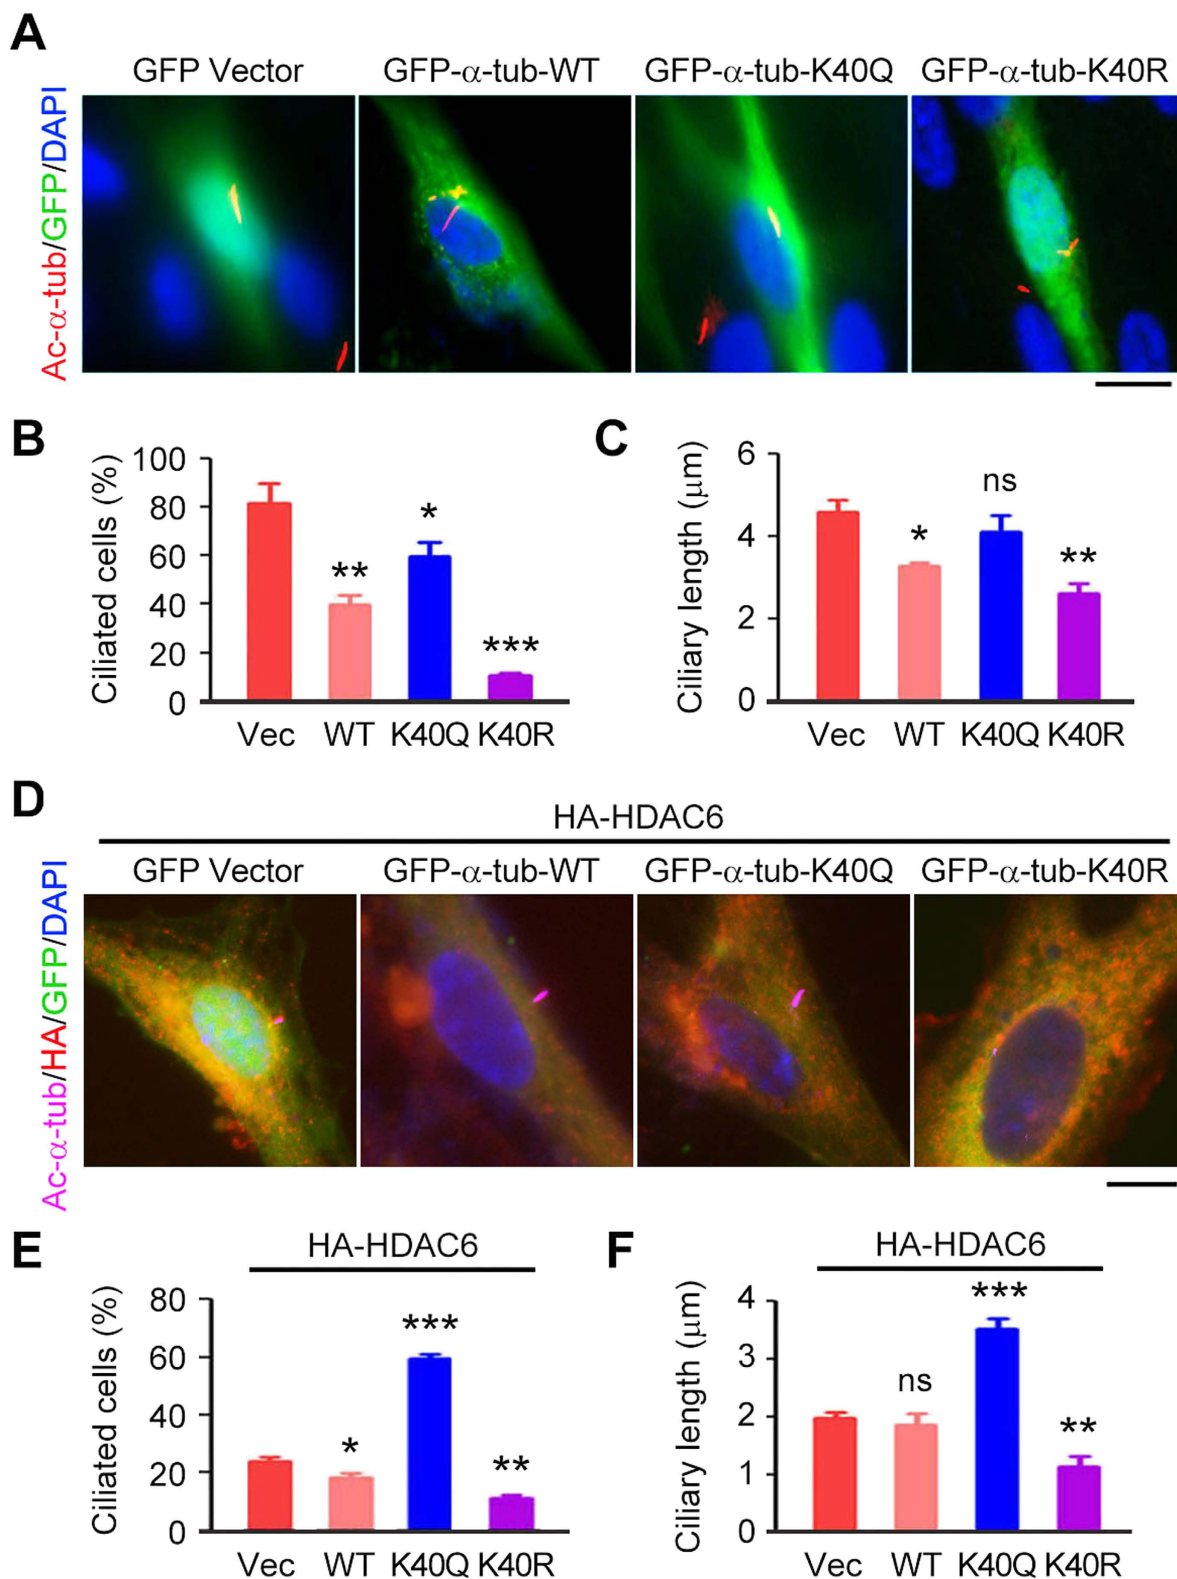 A
GFP Vector
GFP-α-tub-WT
GFP-α-tub-K40Q
GFP-α-tub-K40R
Ac-α-tub/GFP/DAPI
B
Ciliated cells (%)
100
80
60
40
20
0
**
*
***
Vec WT K40Q K40R
C
Ciliary length (μm)
6
4
2
0
*
ns
**
Vec WT K40Q K40R
D
HA-HDAC6
GFP Vector
GFP-α-tub-WT
GFP-α-tub-K40Q
GFP-α-tub-K40R
Ac-α-tub/HA/GFP/DAPI
E
HA-HDAC6
Ciliated cells (%)
80
60
40
20
0
*
***
**
Vec WT K40Q K40R
F
HA-HDAC6
Ciliary length (μm)
4
3
2
1
0
ns
***
**
Vec WT K40Q K40R